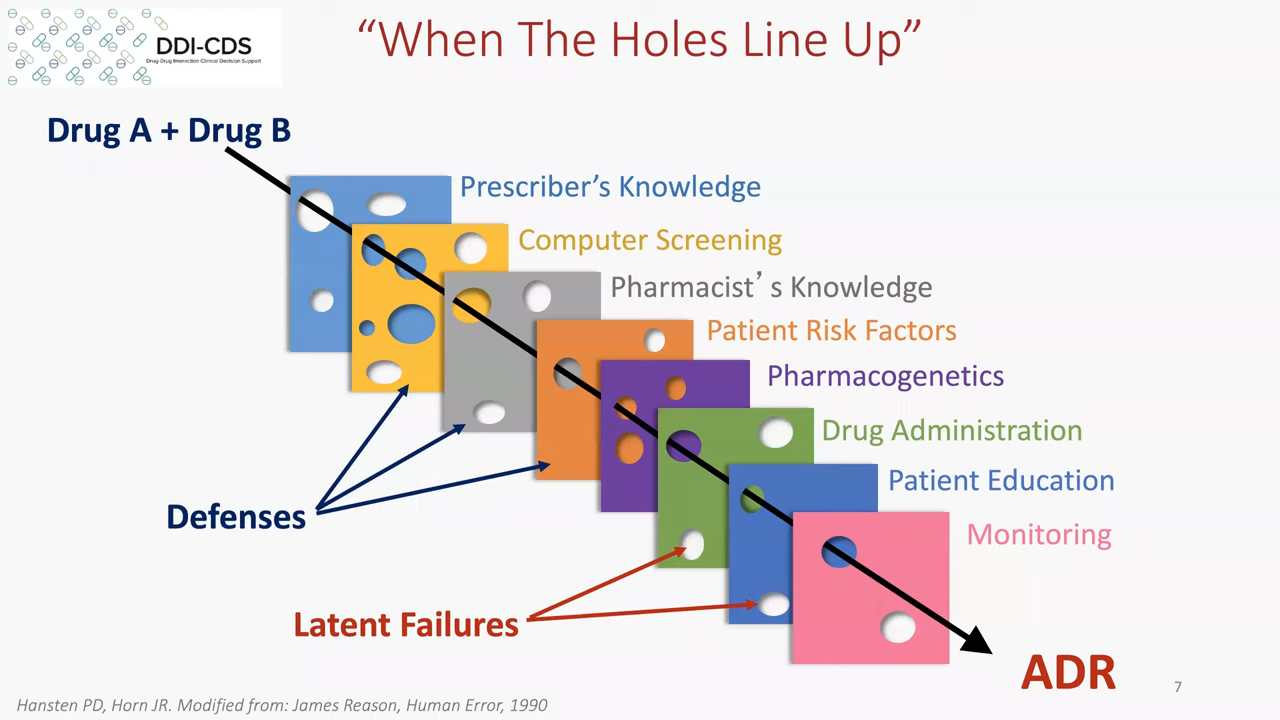 DDI-CDS
Drug-Drug Interaction Clinical Decision Support
“When The Holes Line Up”
Drug A + Drug B
Prescriber’s Knowledge
Computer Screening
Pharmacist’s Knowledge
Patient Risk Factors
Pharmacogenetics
Drug Administration
Patient Education
Monitoring
Defenses
Latent Failures
ADR
7
Hansten PD, Horn JR. Modified from: James Reason, Human Error, 1990